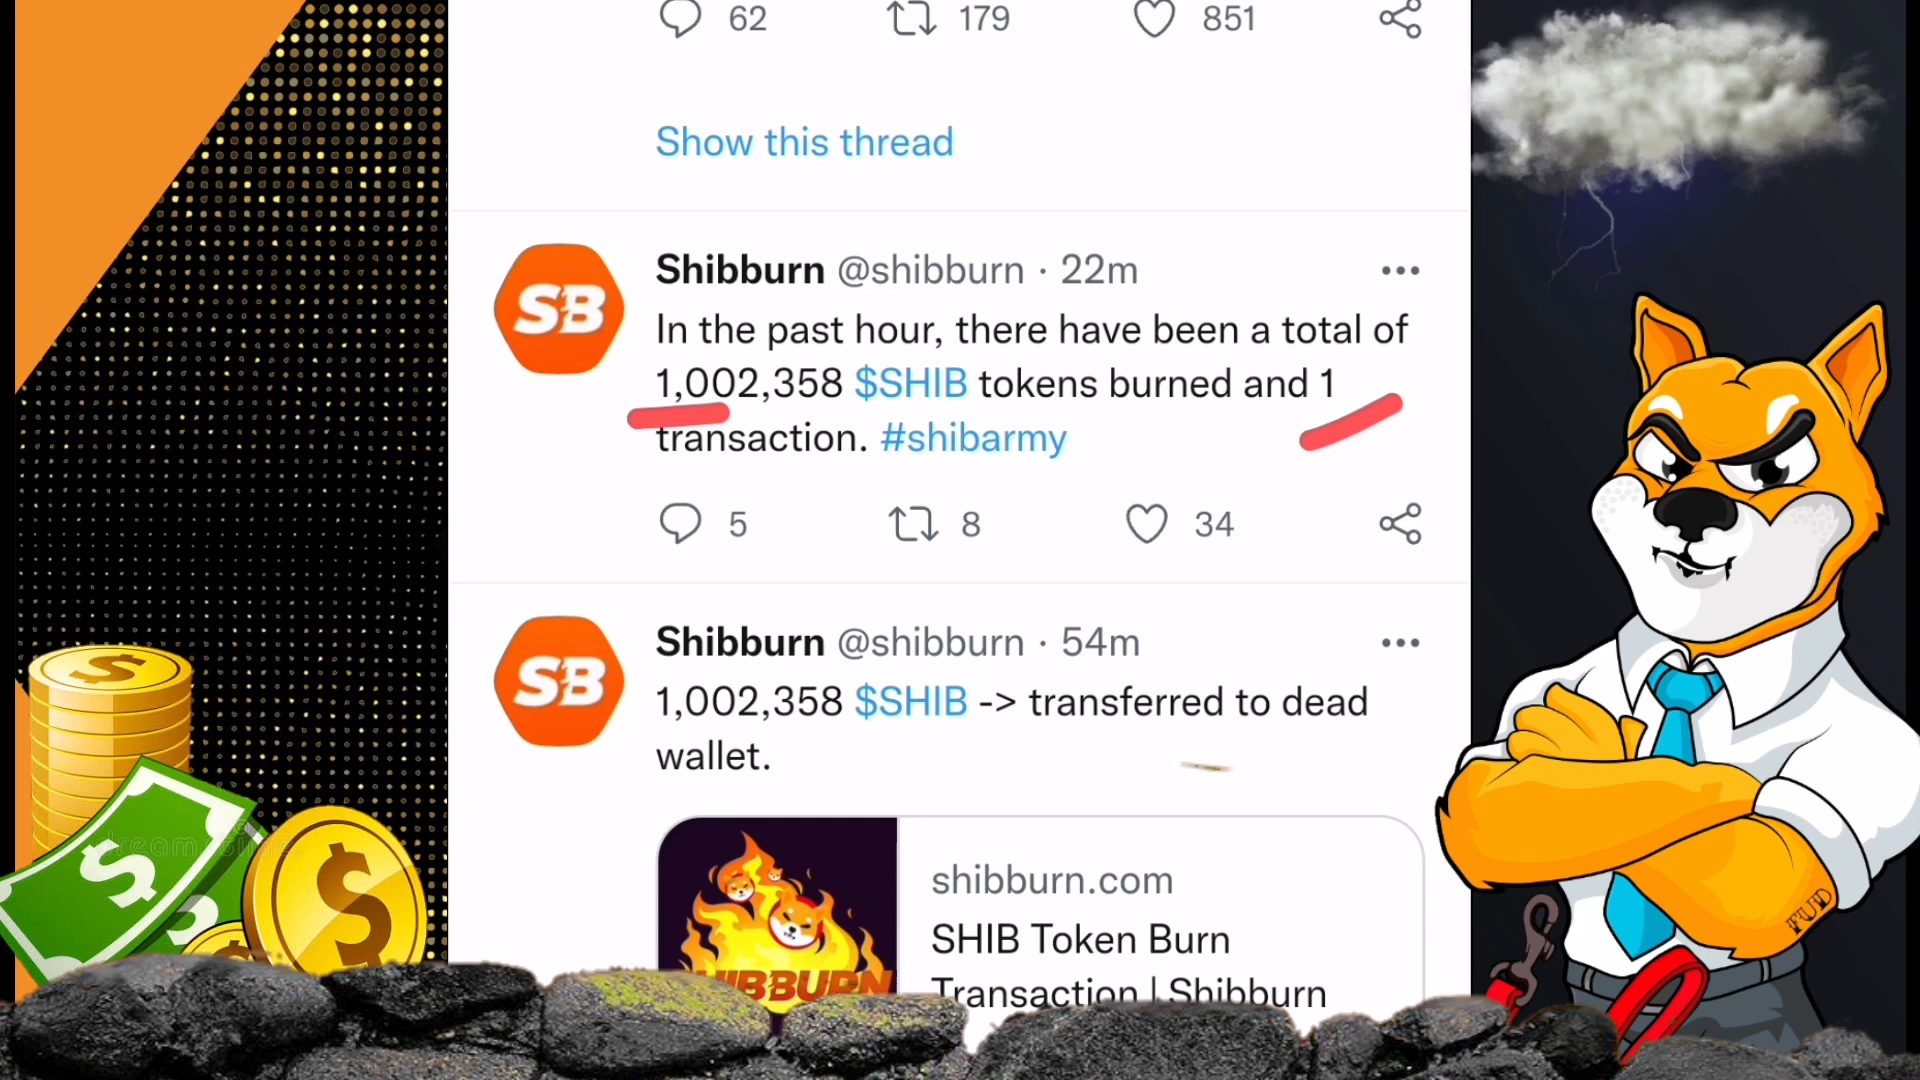 62 179 851
Show this thread
SB
Shibburn @shibburn · 22m
In the past hour, there have been a total of
1,002,358 $SHIB tokens burned and 1
transaction. #shibarmy
5 8 34
SB
Shibburn @shibburn · 54m
1,002,358 $SHIB -> transferred to dead
wallet.
shibburn.com
SHIB Token Burn
Transaction | Shibburn
FUD
$
$
$